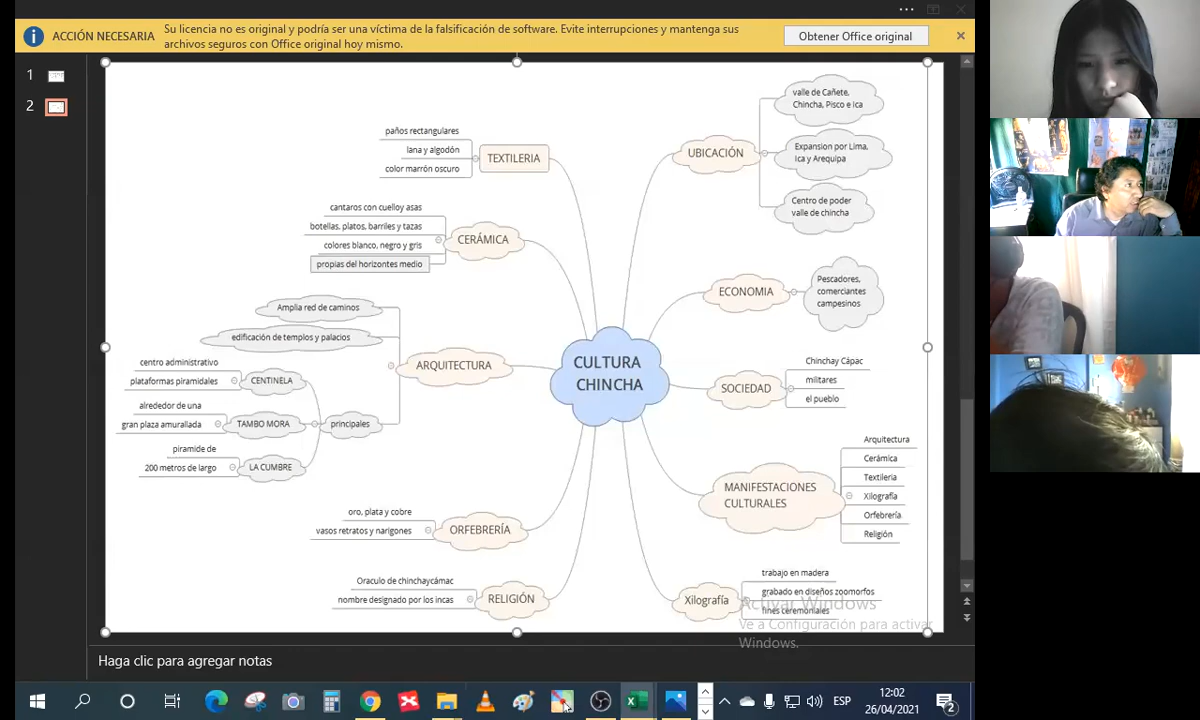 ACCIÓN NECESARIA
Su licencia no es original y podría ser una víctima de la falsificación de software. Evite interrupciones y mantenga sus
archivos seguros con Office original hoy mismo.
Obtener Office original
1
2
CULTURA
CHINCHA
TEXTILERIA
paños rectangulares
lana y algodón
color marrón oscuro
CERÁMICA
cantaros con cuelloy asas
botellas, platos, barriles y tazas
colores blanco, negro y gris
propias del horizontes medio
ARQUITECTURA
Amplia red de caminos
edificación de templos y palacios
principales
CENTINELA
centro administrativo
plataformas piramidales
TAMBO MORA
alrededor de una
gran plaza amurallada
LA CUMBRE
piramide de
200 metros de largo
ORFEBRERÍA
oro, plata y cobre
vasos retratos y narigones
RELIGIÓN
Oraculo de chinchaycámac
nombre designado por los incas
UBICACIÓN
valle de Cañete,
Chincha, Pisco e Ica
Expansion por Lima,
Ica y Arequipa
Centro de poder
valle de chincha
ECONOMIA
Pescadores,
comerciantes
campesinos
SOCIEDAD
Chinchay Cápac
militares
el pueblo
MANIFESTACIONES
CULTURALES
Arquitectura
Cerámica
Textileria
Xilografía
Orfebrería
Religión
Xilografía
trabajo en madera
grabado en diseños zoomorfos
fines ceremoniales
Activar Windows
Ve a Configuración para activar
Windows.
Haga clic para agregar notas
ESP
12:02
26/04/2021
2